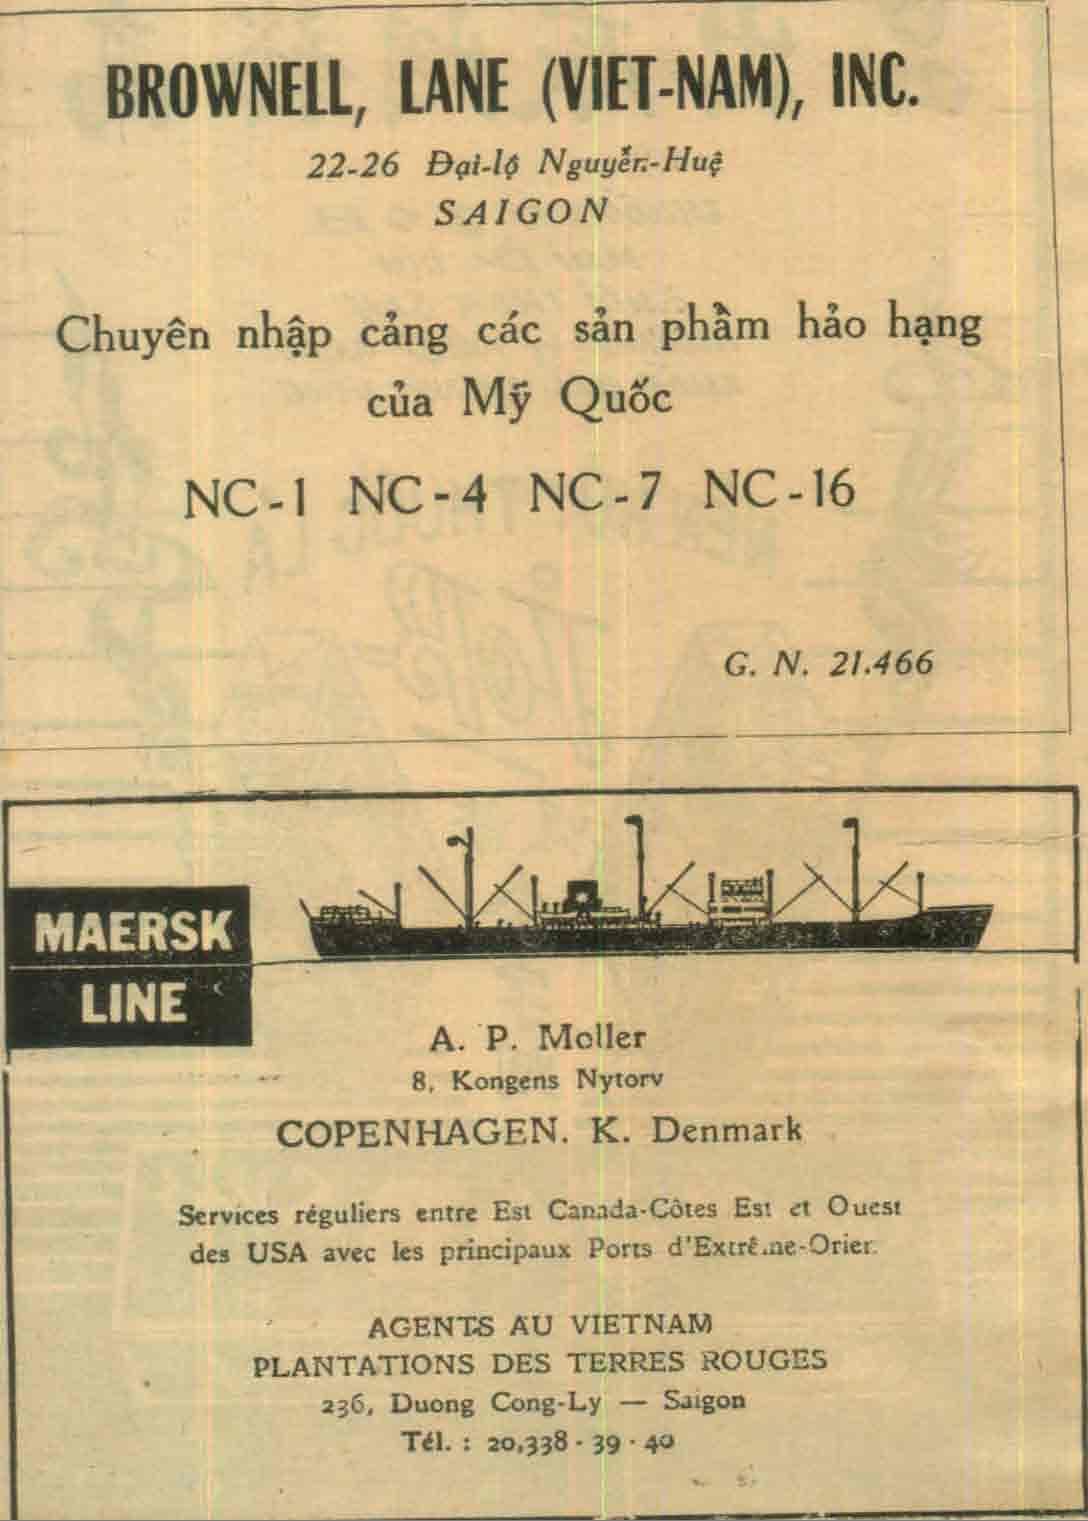 BROWNELL, LANE (VIET-NAM), INC.
22-26 Đại-lộ Nguyễn-Huệ
SAIGON
Chuyên nhập cảng các sản phầm hảo hạng
của Mỹ Quốc
NC-1 NC-4 NC-7 NC-16
G. N. 21.466
MAERSK
LINE
A. P. Moller
8, Kongens Nytorv
COPENHAGEN. K. Denmark
Services réguliers entre Est Canada-Côtes Est et Ouest
des USA avec les principaux Ports d'Extrême-Orient
AGENTS AU VIETNAM
PLANTATIONS DES TERRES ROUGES
236, Duong Cong-Ly — Saigon
Tél. : 20,338 - 39 - 40